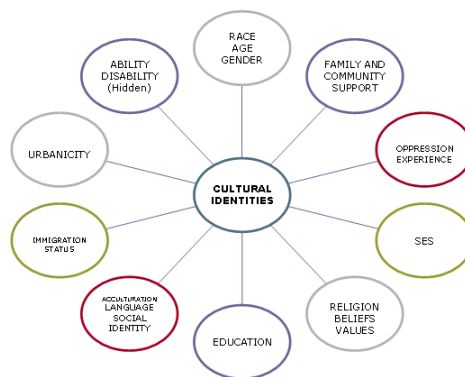 RACE
AGE
GENDER
ABILITY
DISABILITY
(Hidden)
FAMILY AND
COMMUNITY
SUPPORT
URBANICITY
OPPRESSION
EXPERIENCE
CULTURAL
IDENTITIES
IMMIGRATION
STATUS
SES
ACCULTURATION
LANGUAGE
SOCIAL
IDENTITY
RELIGION
BELIEFS
VALUES
EDUCATION